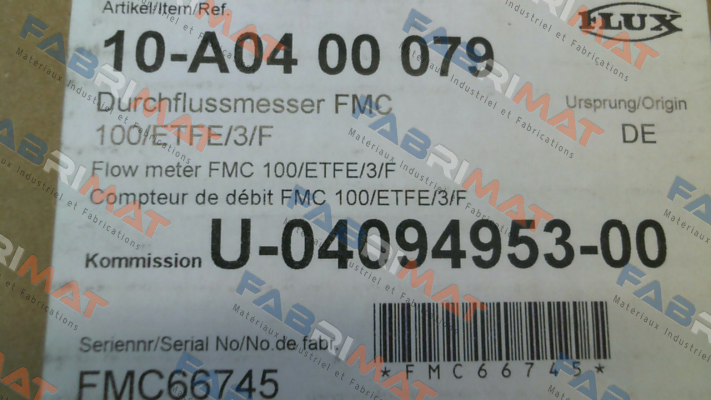 Artikel/Item/Ref
FLUX
10-A04 00 079
Durchflussmesser FMC
100/ETFE/3/F
Ursprung/Origin
DE
Flow meter FMC 100/ETFE/3/F
Compteur de débit FMC 100/ETFE/3/F
Kommission U-04094953-00
Seriennr/Serial No/No.de fabr.
FMC66745
*FMC66745*
FABRIMAT
Matériaux Industriel et Fabrications